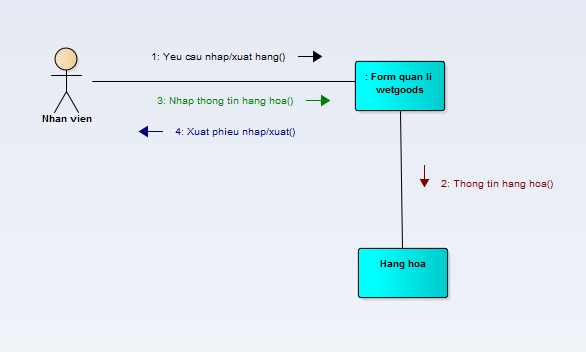 1: Yeu cau nhap/xuat hang()
: Form quan li
wetgoods
3: Nhap thong tin hang hoa()
Nhan vien
4: Xuat phieu nhap/xuat()
2: Thong tin hang hoa()
Hang hoa